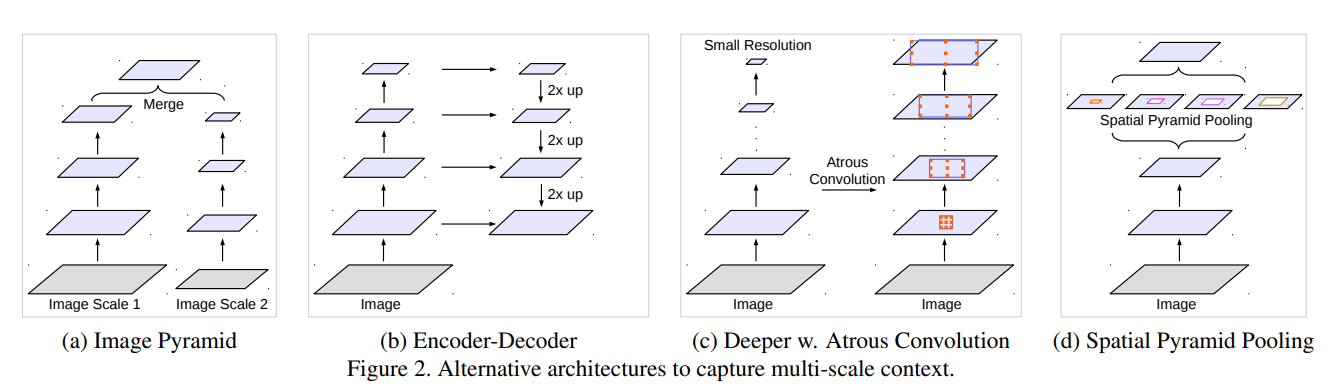 Merge
Image Scale 1
Image Scale 2
(a) Image Pyramid
2x up
2x up
2x up
Image
(b) Encoder-Decoder
Small Resolution
Atrous
Convolution
Image
Image
(c) Deeper w. Atrous Convolution
Spatial Pyramid Pooling
Image
(d) Spatial Pyramid Pooling
Figure 2. Alternative architectures to capture multi-scale context.